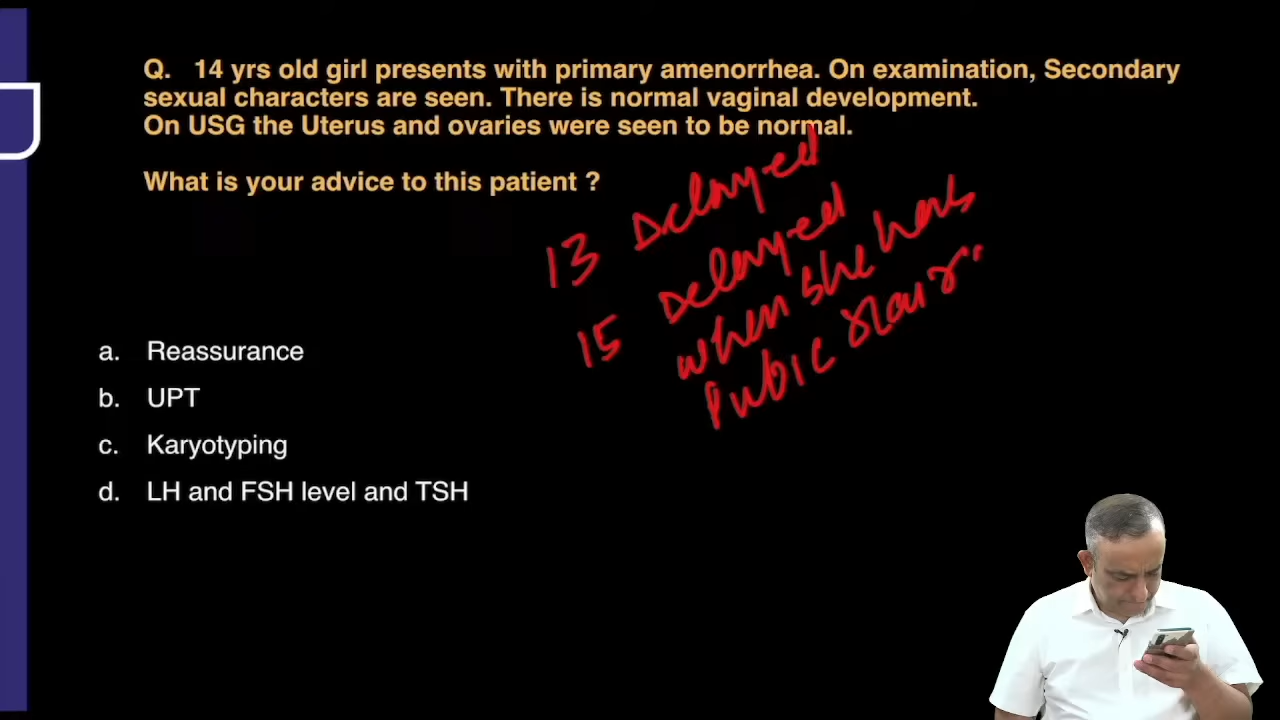 Q. 14 yrs old girl presents with primary amenorrhea. On examination, Secondary
sexual characters are seen. There is normal vaginal development.
On USG the Uterus and ovaries were seen to be normal.
What is your advice to this patient ?
13 Delayed
15 Delayed
when she has
Pubic Hair
a. Reassurance
b. UPT
c. Karyotyping
d. LH and FSH level and TSH